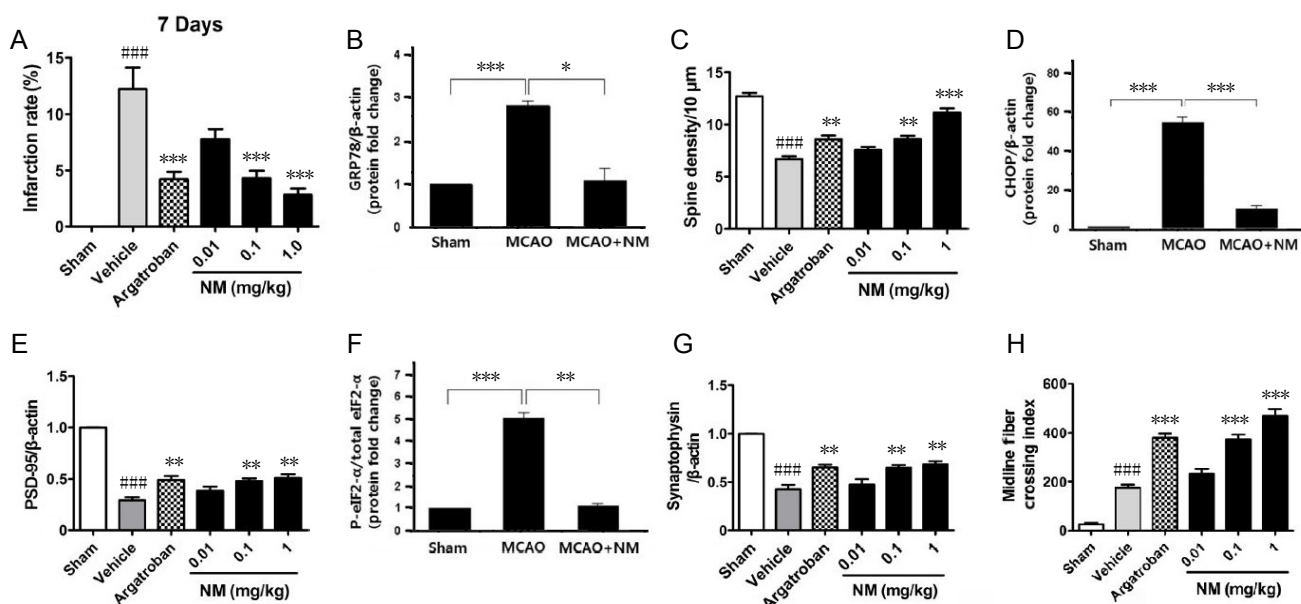 A
7 Days
Infarction rate (%)
15
10
5
0
###
***
***
***
Sham
Vehicle
Argatroban
0.01
0.1
1.0
NM (mg/kg)
B
GRP78/β-actin
(protein fold change)
4
3
2
1
0
***
*
Sham
MCAO
MCAO+NM
C
Spine density/10 μm
15
10
5
0
###
**
**
***
Sham
Vehicle
Argatroban
0.01
0.1
1
NM (mg/kg)
D
CHOP/β-actin
(protein fold change)
80
60
40
20
0
***
***
Sham
MCAO
MCAO+NM
E
PSD-95/β-actin
1.5
1.0
0.5
0
###
**
**
**
Sham
Vehicle
Argatroban
0.01
0.1
1
NM (mg/kg)
F
P-eIF2-α/total eIF2-α
(protein fold change)
7
6
5
4
3
2
1
0
***
**
Sham
MCAO
MCAO+NM
G
Synaptophysin
/β-actin
1.5
1.0
0.5
0
###
**
**
**
Sham
Vehicle
Argatroban
0.01
0.1
1
NM (mg/kg)
H
Midline fiber
crossing index
600
400
200
0
###
***
***
***
Sham
Vehicle
Argatroban
0.01
0.1
1
NM (mg/kg)